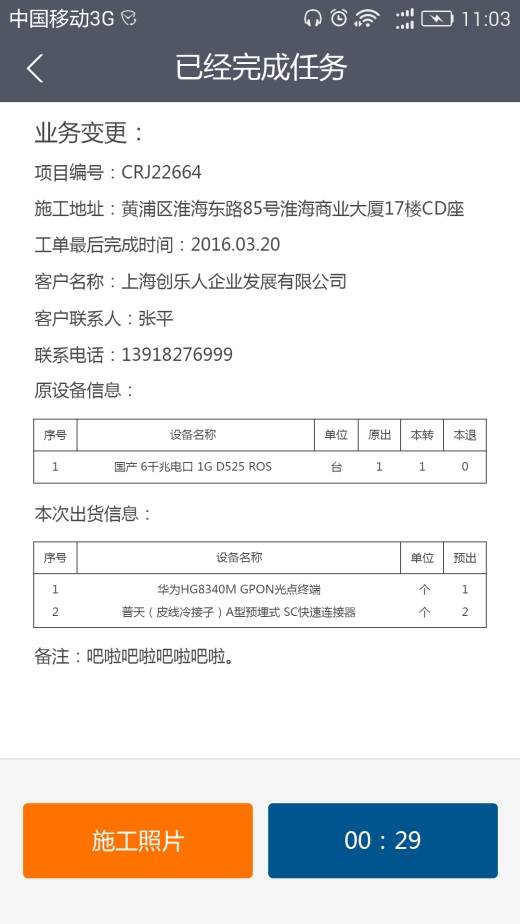 中国移动3G 11:03
已经完成任务
业务变更：
项目编号：CRJ22664
施工地址：黄浦区淮海东路85号淮海商业大厦17楼CD座
工单最后完成时间：2016.03.20
客户名称：上海创乐人企业发展有限公司
客户联系人：张平
联系电话：13918276999
原设备信息：
序号 设备名称 单位 原出 本转 本退
1 国产 6千兆电口 1G D525 ROS 台 1 1 0
本次出货信息：
序号 设备名称 单位 预出
1 华为HG8340M GPON光点终端 个 1
2 普天（皮线冷接子）A型预埋式 SC快速连接器 个 2
备注：吧啦吧啦吧啦吧啦。
施工照片 00：29